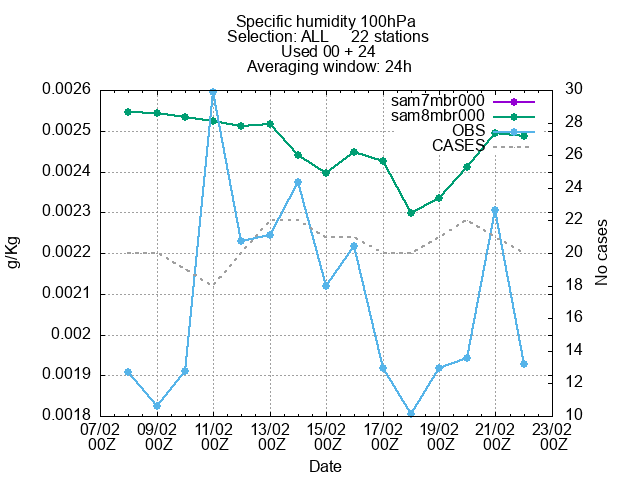 Specific humidity 100hPa
Selection: ALL 22 stations
Used 00 + 24
Averaging window: 24h
sam7mbr000
sam8mbr000
OBS
CASES
0.0026
0.0025
0.0024
0.0023
0.0022
0.0021
0.002
0.0019
0.0018
g/Kg
30
28
26
24
22
20
18
16
14
12
10
No cases
07/02 09/02 11/02 13/02 15/02 17/02 19/02 21/02 23/02
00Z 00Z 00Z 00Z 00Z 00Z 00Z 00Z 00Z
Date